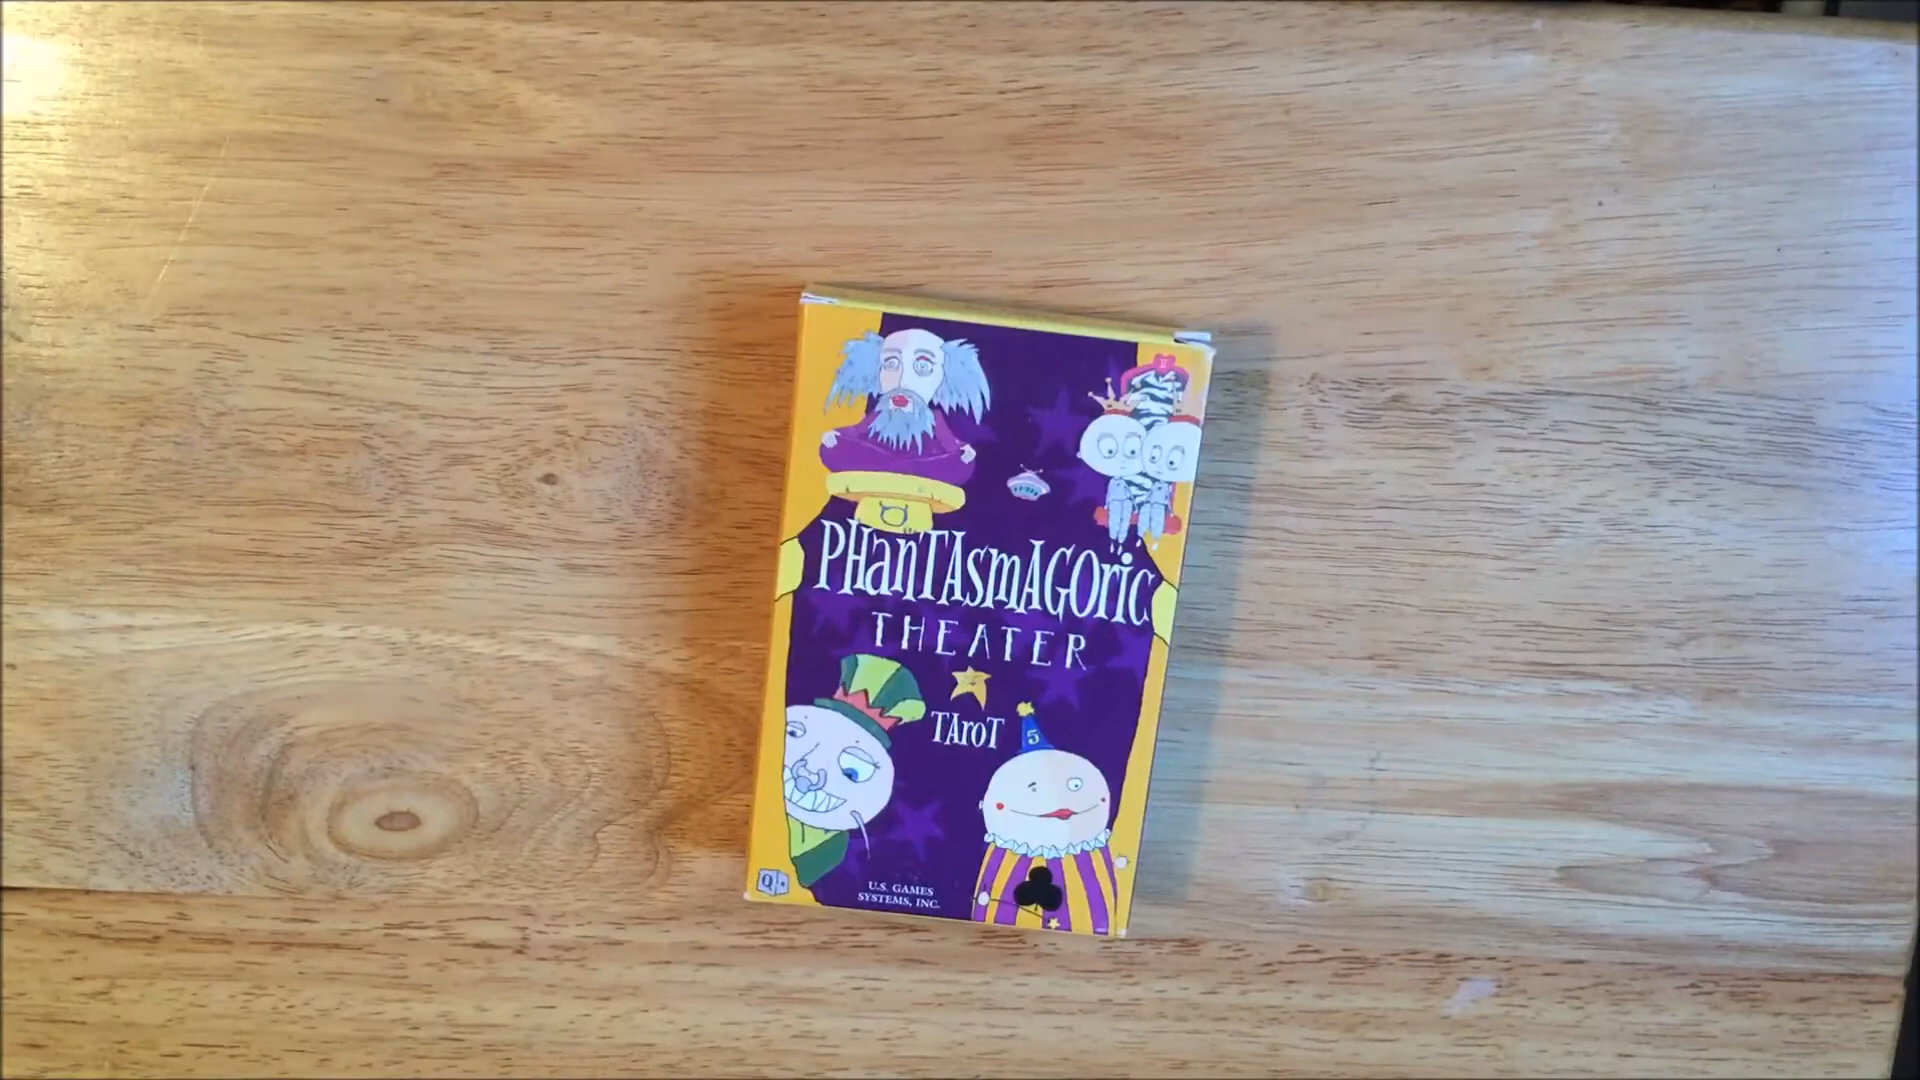 PHanTAsmAGOric
THEATER
TAroT
5
Q
U.S. GAMES
SYSTEMS, INC.